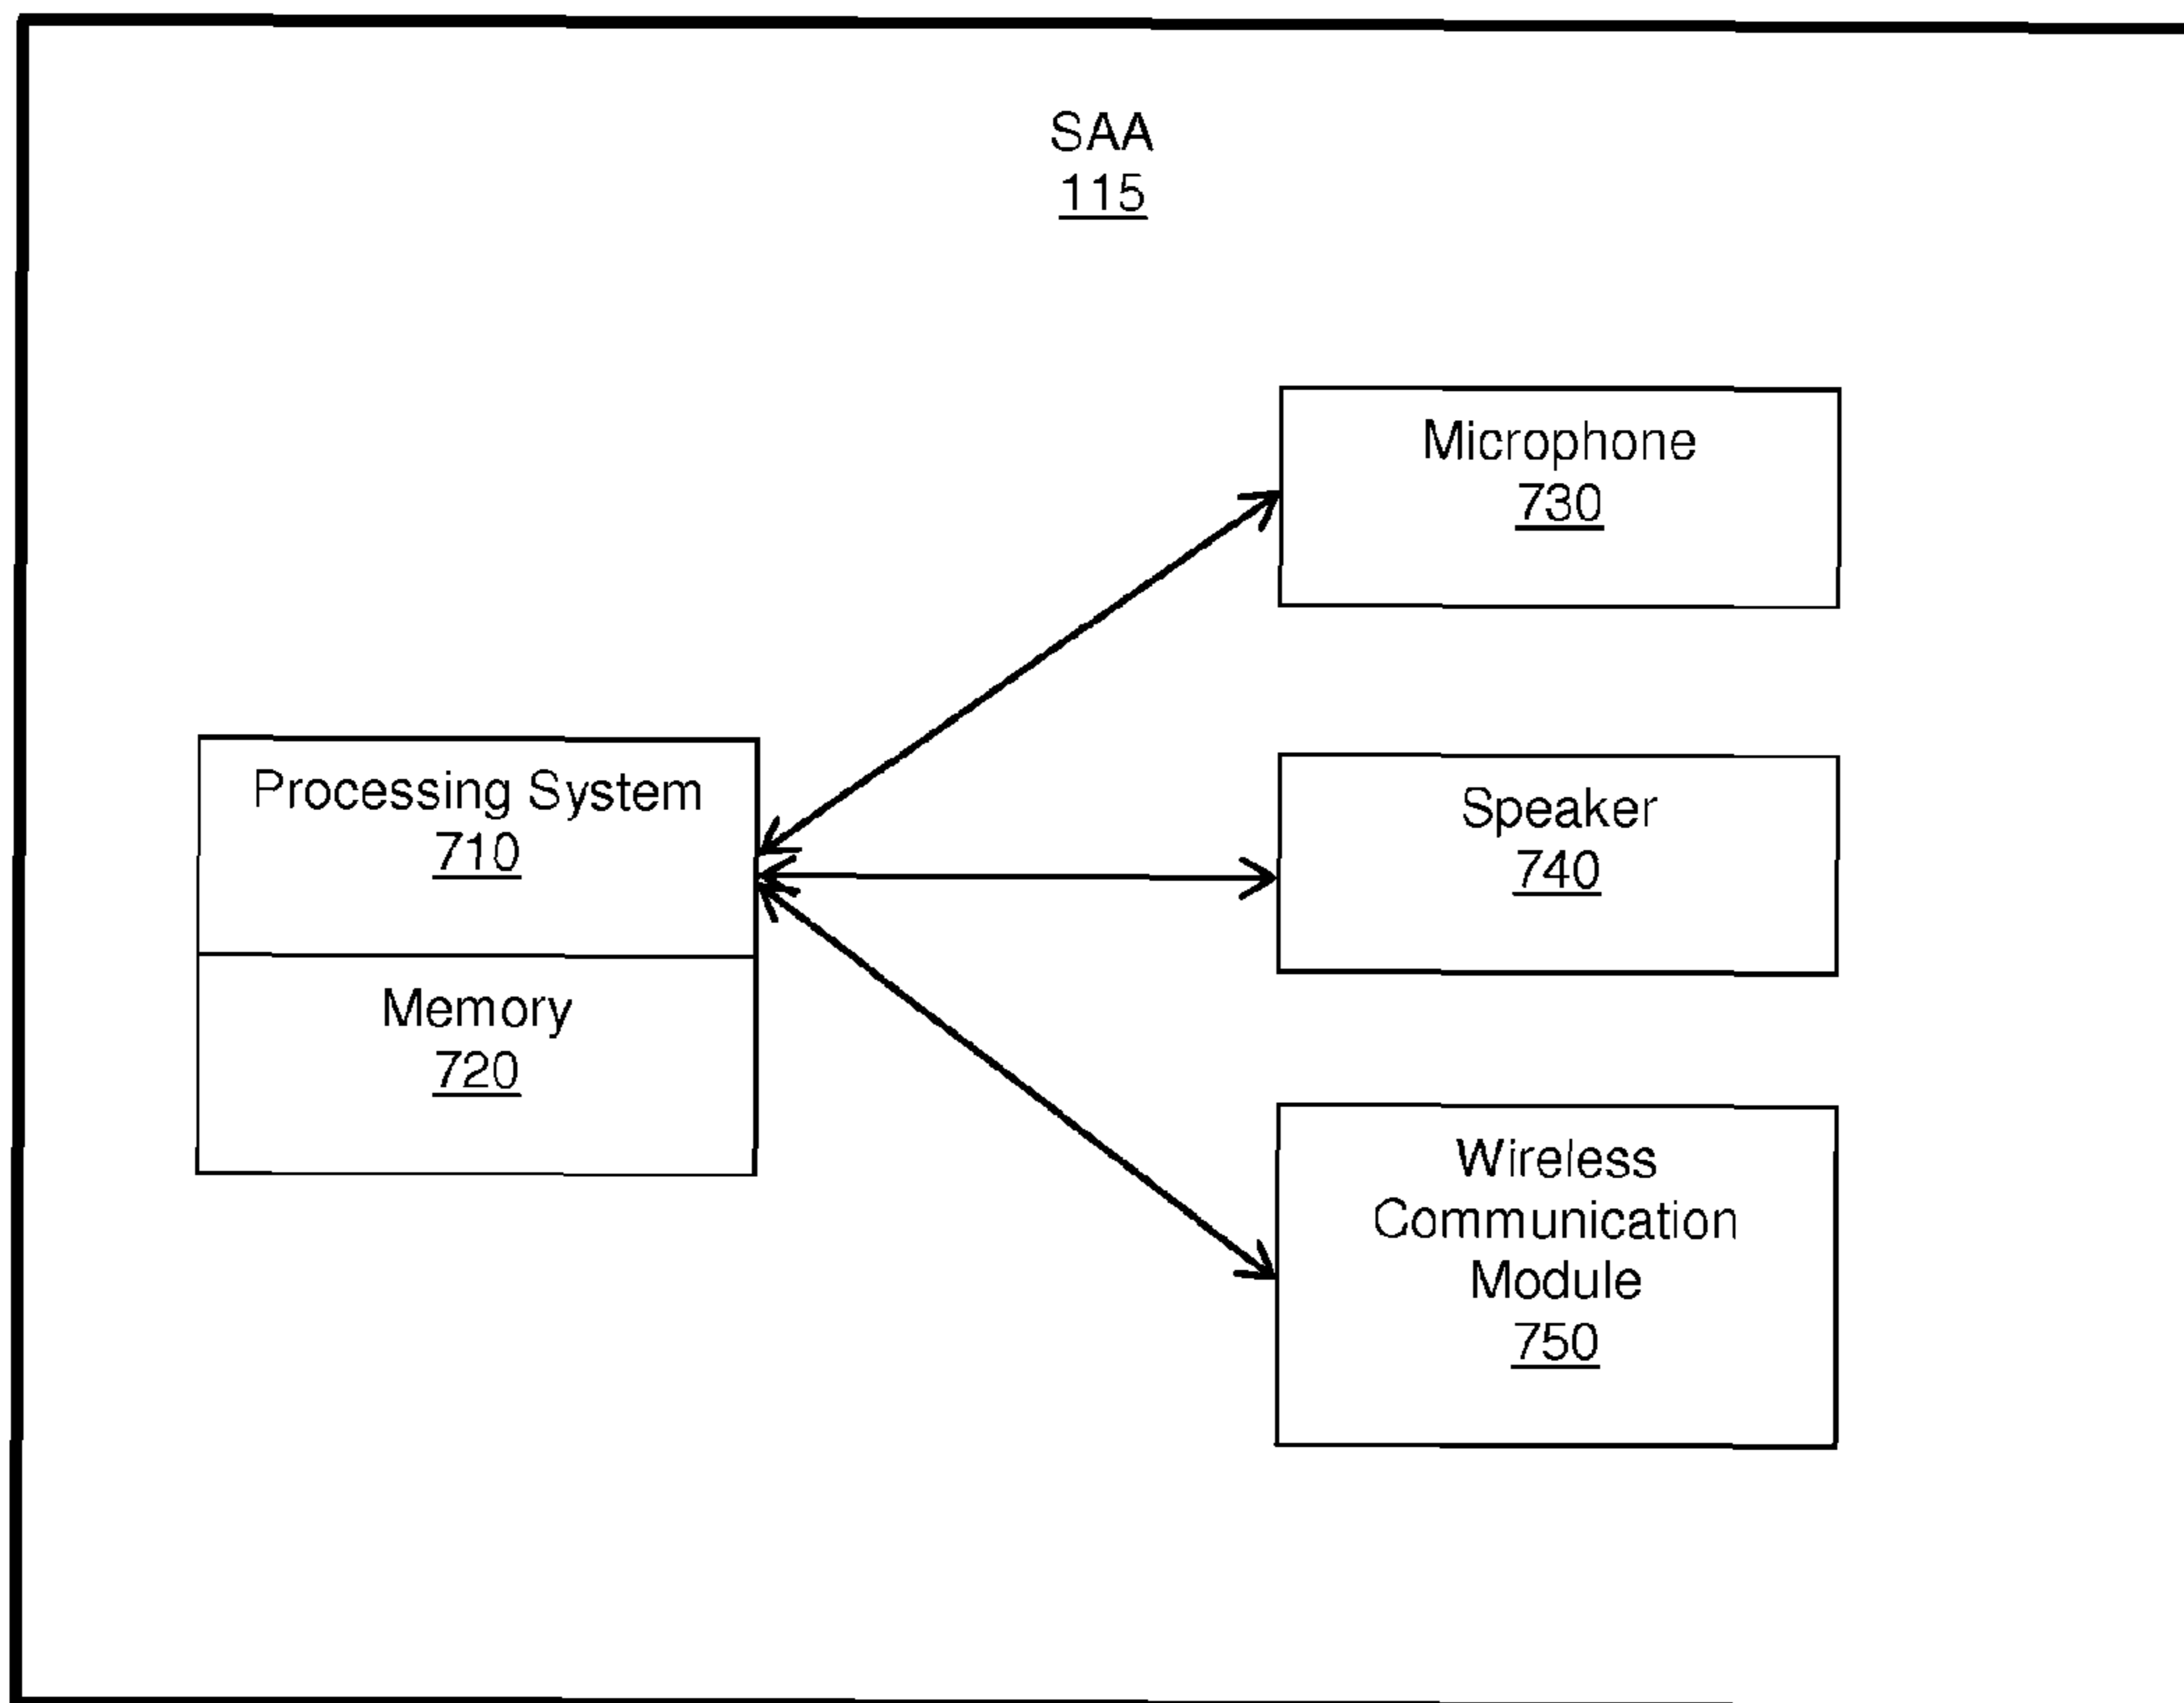 SAA
115
Microphone
730
Processing System
710
Speaker
740
Memory
720
Wireless
Communication
Module
750